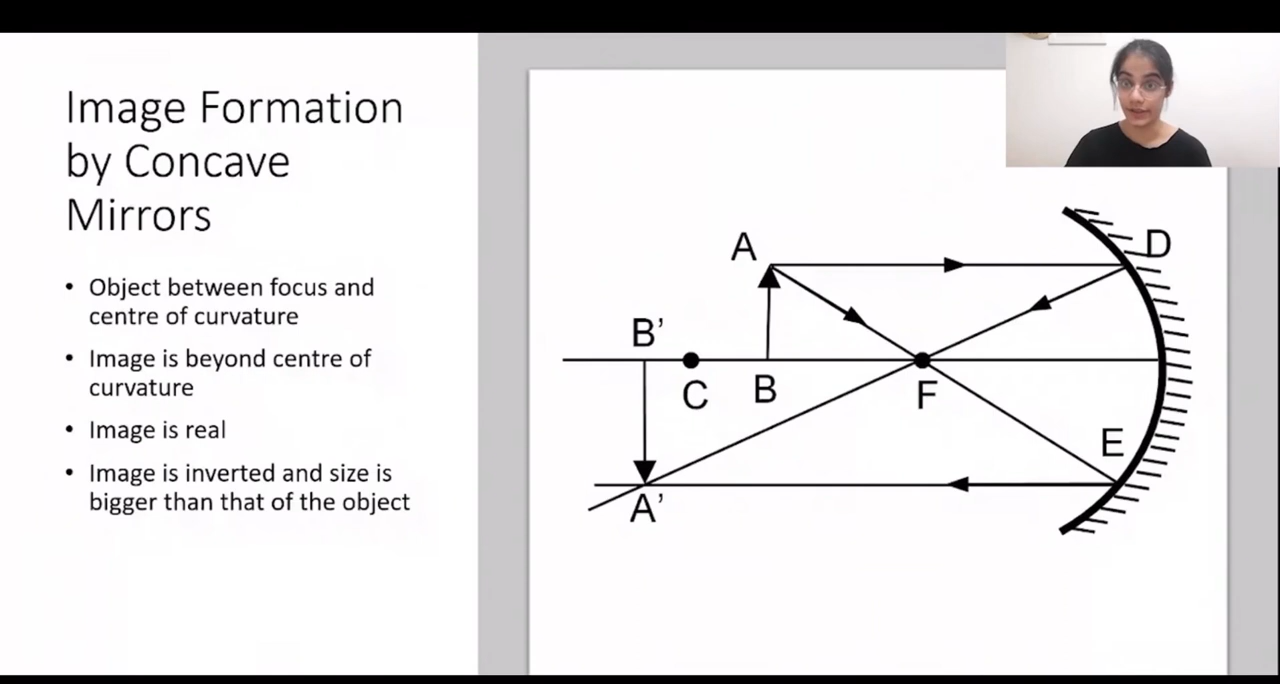 Image Formation
by Concave
Mirrors
• Object between focus and
centre of curvature
• Image is beyond centre of
curvature
• Image is real
• Image is inverted and size is
bigger than that of the object
A
D
B’
C
B
F
E
A’